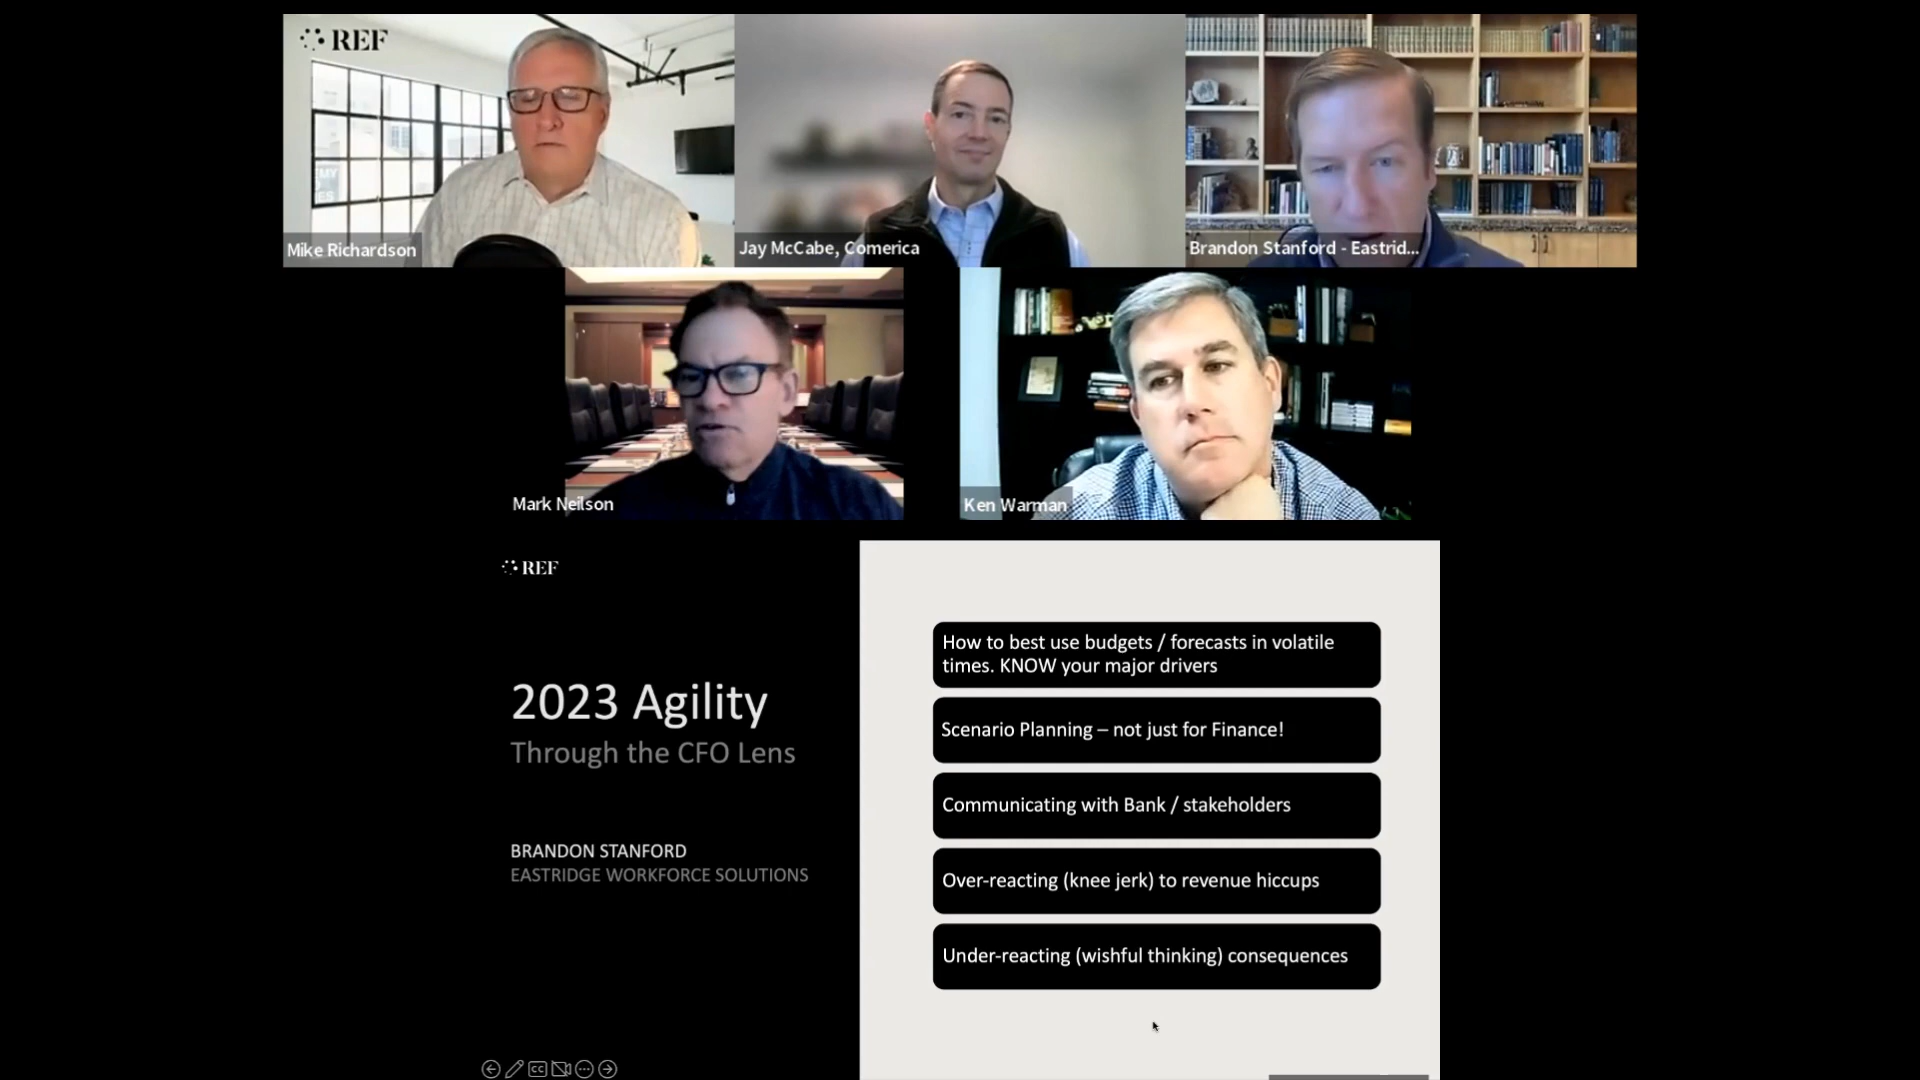 REF
Mike Richardson
Jay McCabe, Comerica
Brandon Stanford - Eastrid...
Mark Neilson
Ken Warman
REF
2023 Agility
Through the CFO Lens
BRANDON STANFORD
EASTRIDGE WORKFORCE SOLUTIONS
How to best use budgets / forecasts in volatile
times. KNOW your major drivers
Scenario Planning – not just for Finance!
Communicating with Bank / stakeholders
Over-reacting (knee jerk) to revenue hiccups
Under-reacting (wishful thinking) consequences
CC